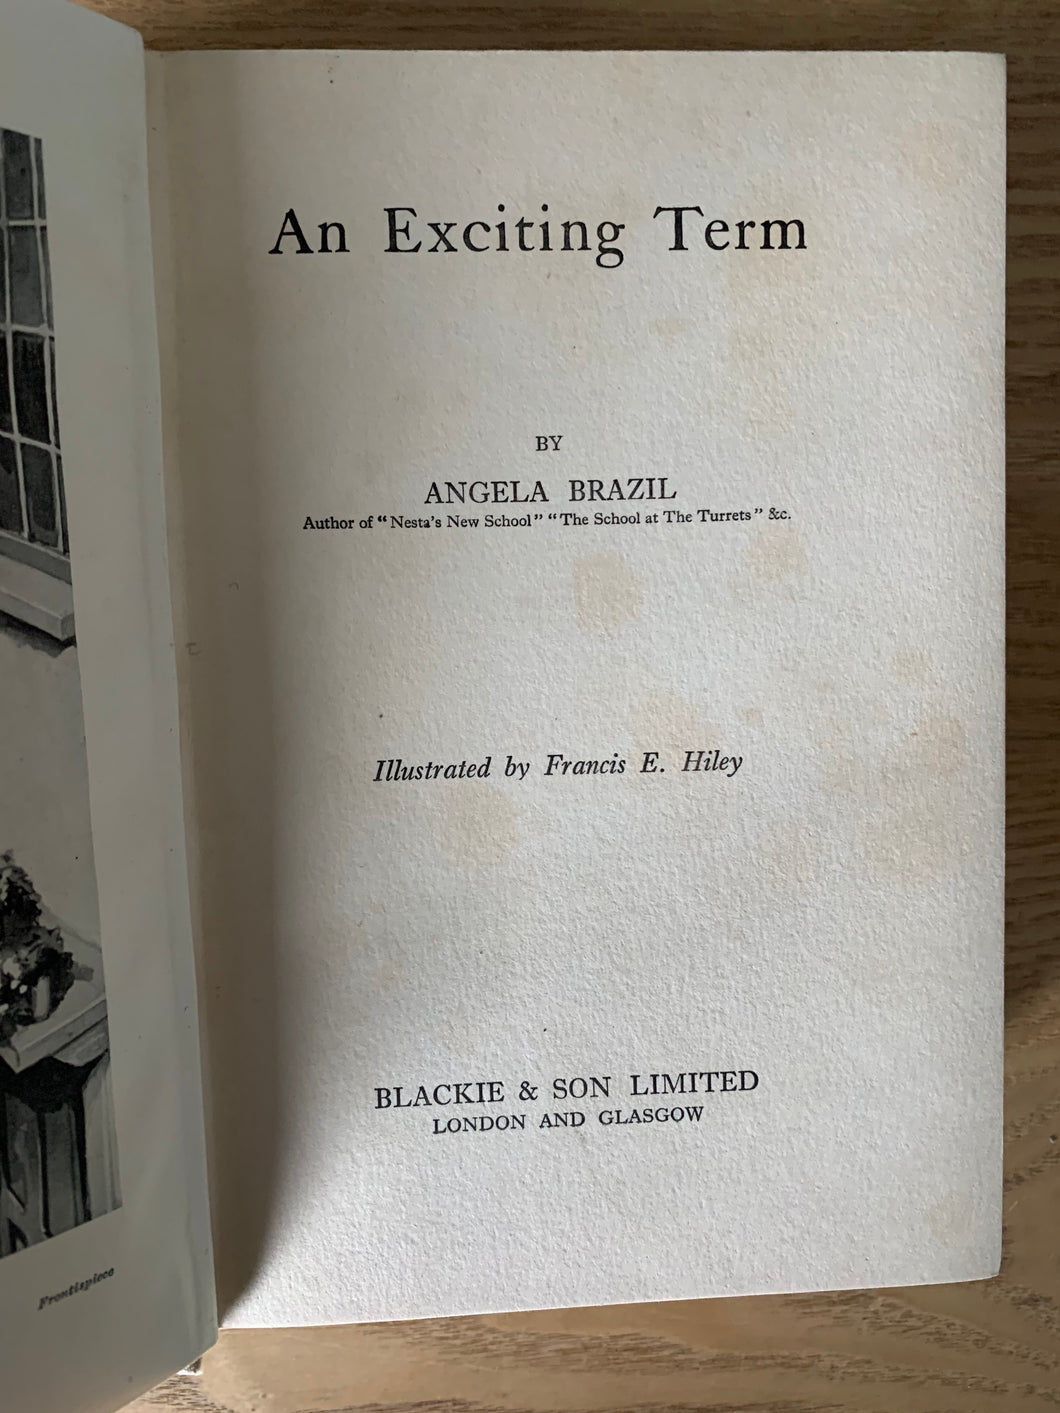 An Exciting Term
BY
ANGELA BRAZIL
Author of "Nesta's New School" "The School at The Turrets" &c.
Illustrated by Francis E. Hiley
BLACKIE & SON LIMITED
LONDON AND GLASGOW
Frontispiece